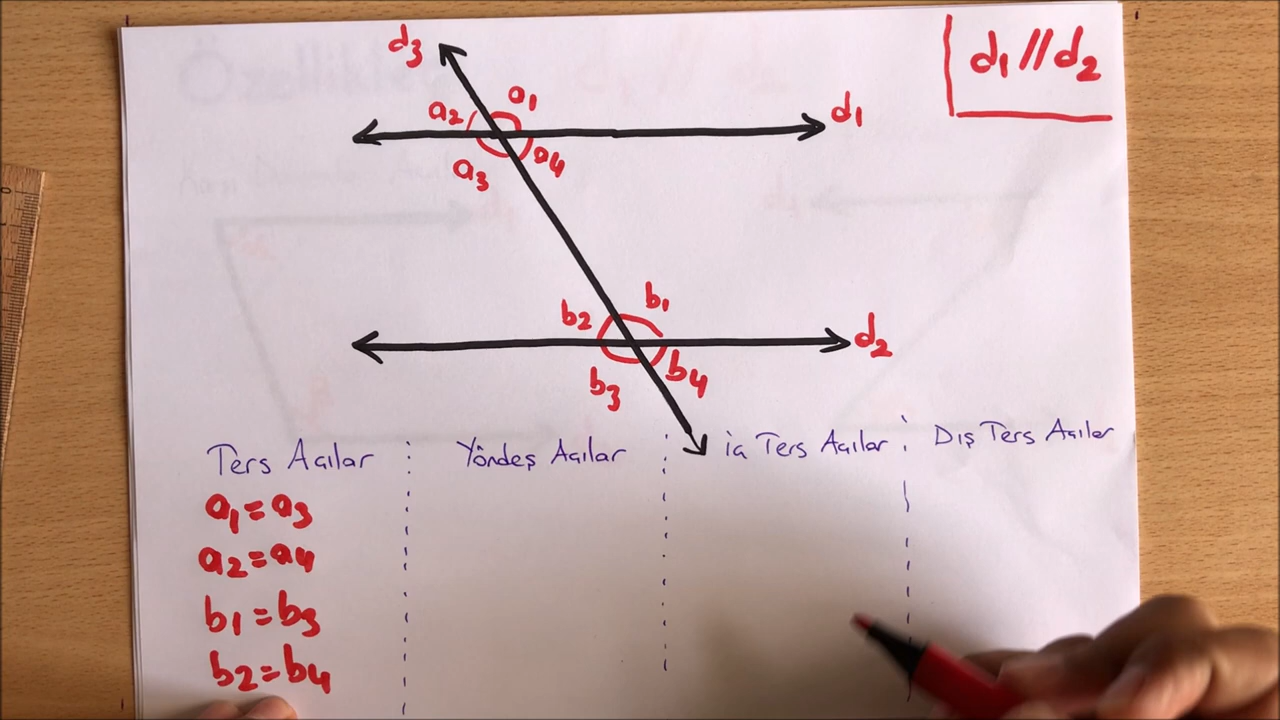 d3
d1 // d2
a1
a2
d1
a3
a4
b1
b2
d2
b3
b4
Ters Açılar
Yöndeş Açılar
iç Ters Açılar
Dış Ters Açılar
a1 = a3
a2 = a4
b1 = b3
b2 = b4